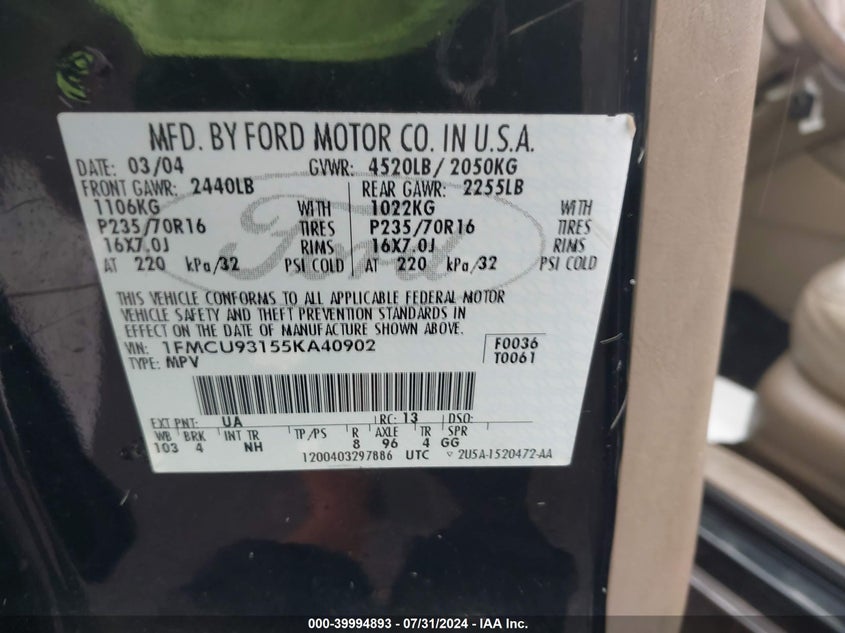 MFD. BY FORD MOTOR CO. IN U.S.A.
DATE: 03/04 GVWR: 4520LB/ 2050KG
FRONT GAWR: 2440LB REAR GAWR: 2255LB
1106KG WITH 1022KG WITH
P235/70R16 TIRES P235/70R16 TIRES
16X7.0J RIMS 16X7.0J RIMS
AT 220 kPa/32 PSI COLD AT 220 kPa/32 PSI COLD
Ford
THIS VEHICLE CONFORMS TO ALL APPLICABLE FEDERAL MOTOR
VEHICLE SAFETY AND THEFT PREVENTION STANDARDS IN
EFFECT ON THE DATE OF MANUFACTURE SHOWN ABOVE.
VIN: 1FMCU93155KA40902 F0036
TYPE: MPV T0061
EXT PNT: UA RC: 13 DSO:
WB BRK INT TR TP/PS R AXLE TR SPR
103 4 NH 8 96 4 GG
1200403297886 UTC ▽ 2U5A-1520472-AA
000-39994893 / 07/31/2024 - IAA Inc.